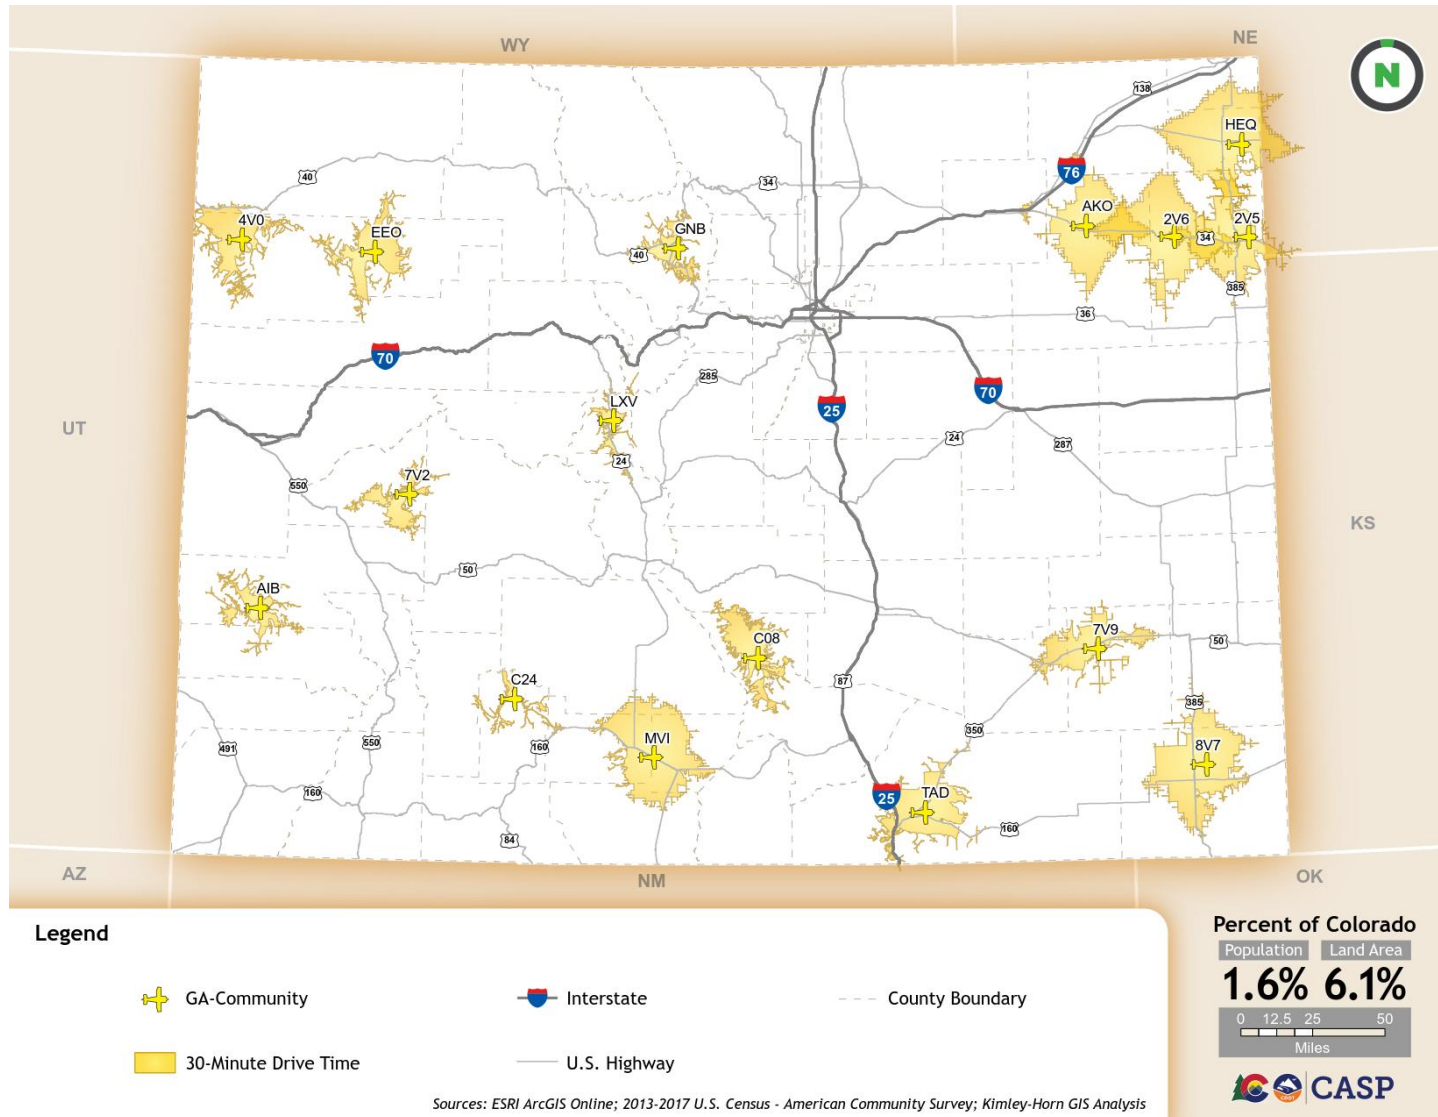 WY
NE
N
138
HEQ
76
40
34
AKO
2V6
2V5
4V0
EEO
GNB
34
40
385
36
70
285
70
LXV
25
UT
24
287
24
7V2
550
KS
50
AIB
7V9
C08
50
C24
87
385
MVI
350
491
550
160
8V7
160
25
TAD
160
84
AZ
NM
OK
Legend
Percent of Colorado
Population Land Area
1.6% 6.1%
GA-Community
Interstate
County Boundary
0 12.5 25 50
Miles
30-Minute Drive Time
U.S. Highway
CDOT
CASP
Sources: ESRI ArcGIS Online; 2013-2017 U.S. Census - American Community Survey; Kimley-Horn GIS Analysis